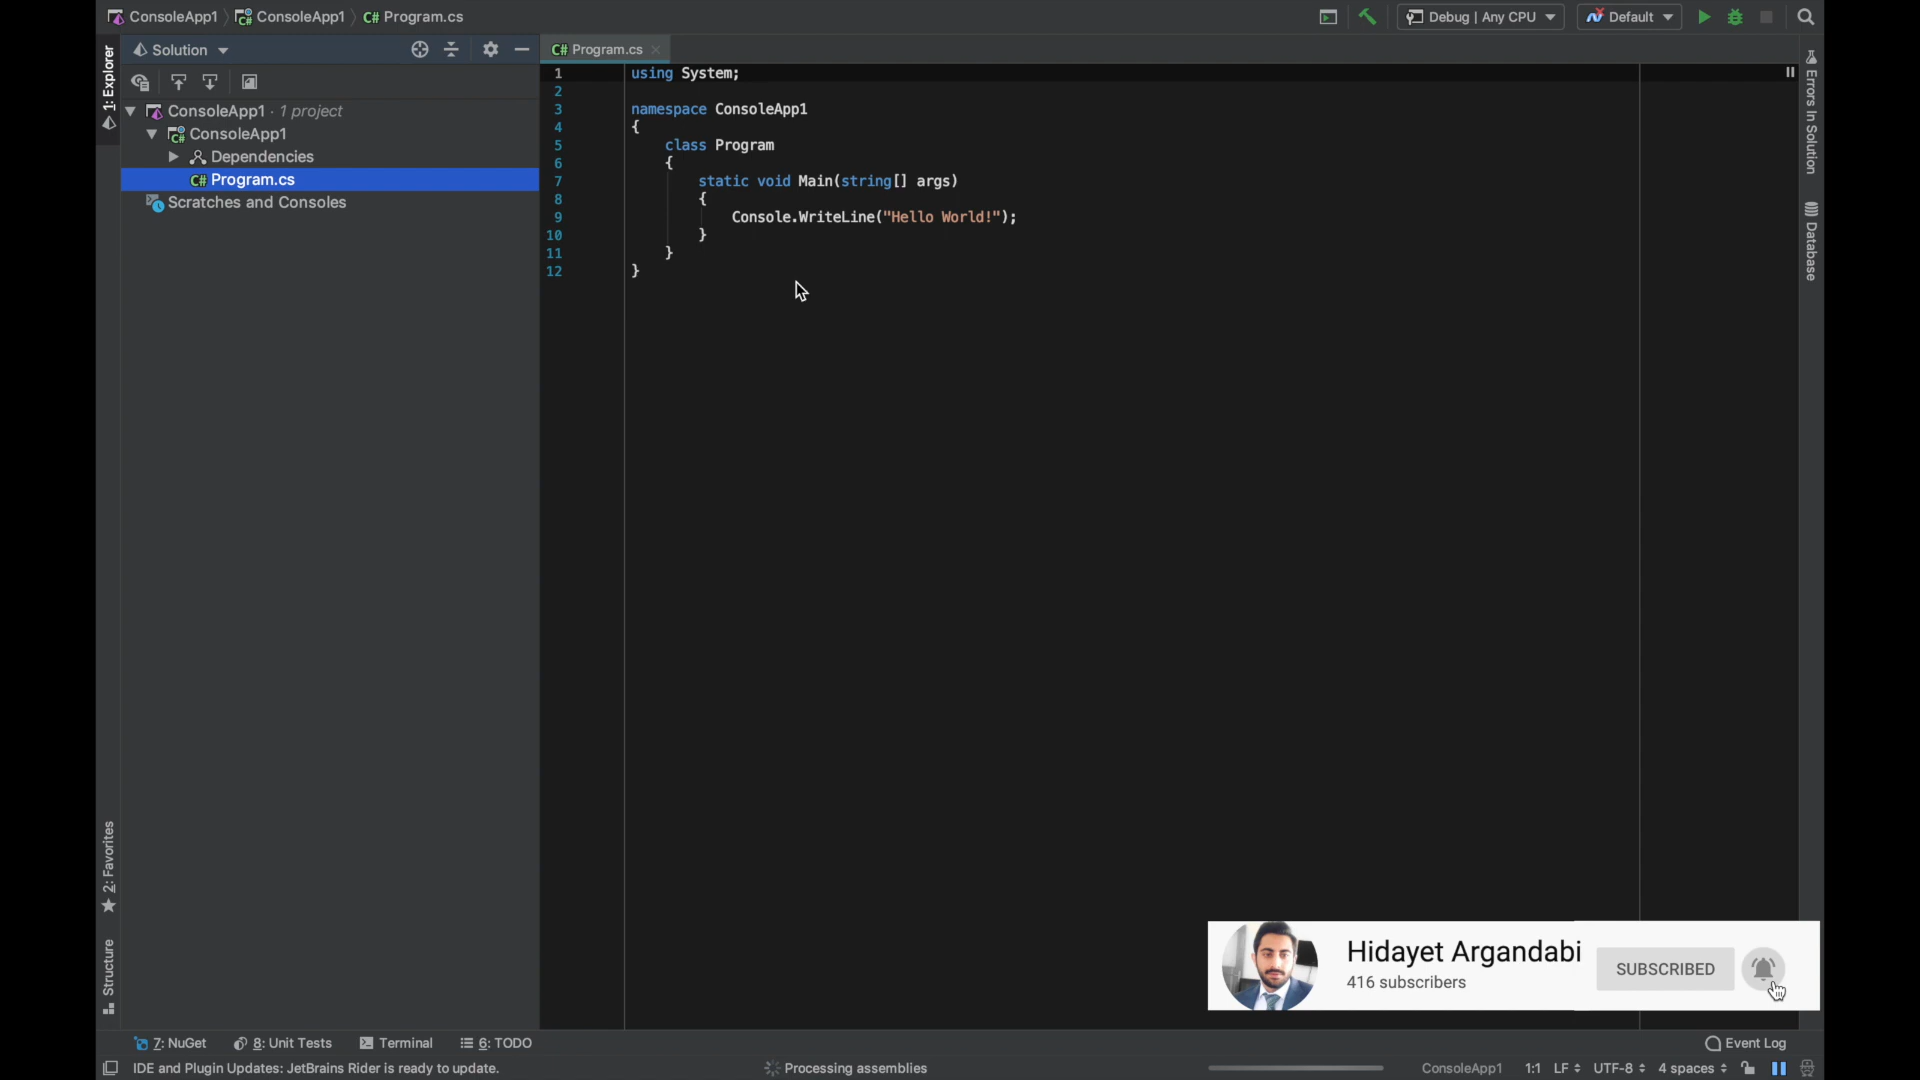 ConsoleApp1 ConsoleApp1 C# Program.cs Debug | Any CPU Default
1: Explorer
Solution
ConsoleApp1 · 1 project
ConsoleApp1
Dependencies
C# Program.cs
Scratches and Consoles
2: Favorites
Structure
C# Program.cs
1 using System;
2
3 namespace ConsoleApp1
4 {
5 class Program
6 {
7 static void Main(string[] args)
8 {
9 Console.WriteLine("Hello World!");
10 }
11 }
12 }
Errors In Solution
Database
Hidayet Argandabi
416 subscribers
SUBSCRIBED
7: NuGet 8: Unit Tests Terminal 6: TODO Event Log
IDE and Plugin Updates: JetBrains Rider is ready to update. Processing assemblies ConsoleApp1 1:1 LF UTF-8 4 spaces